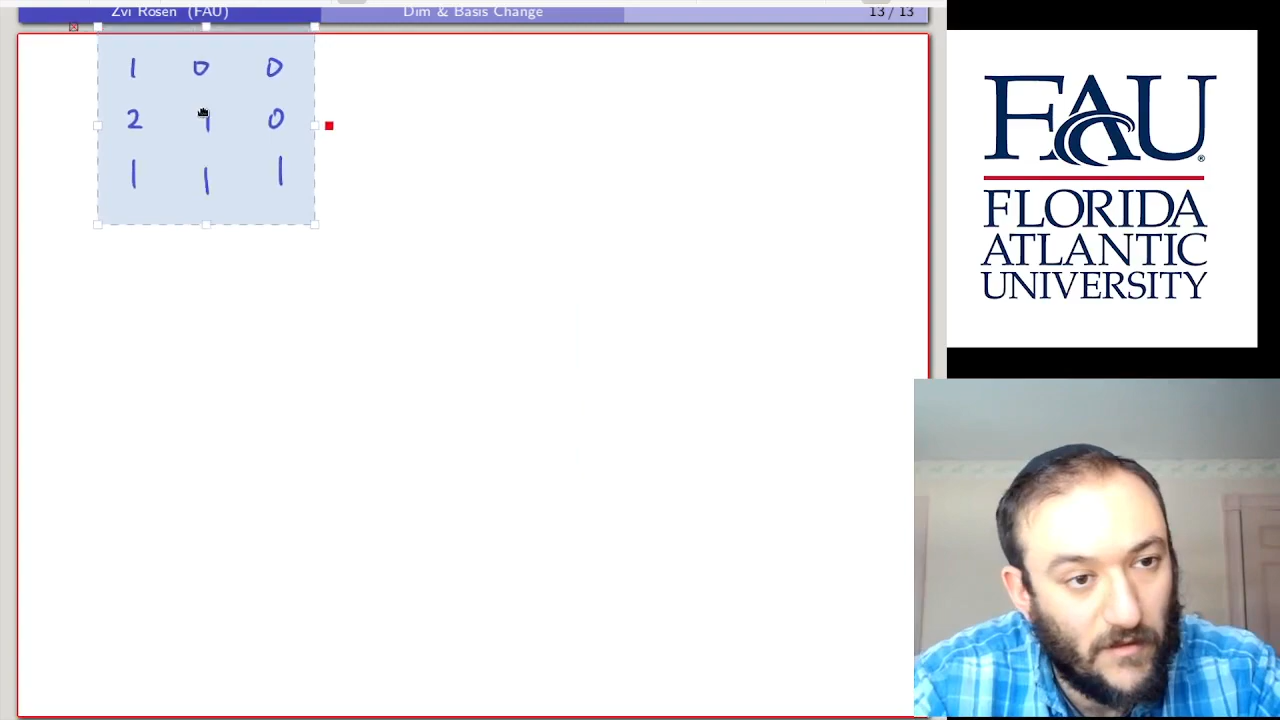 Zvi Rosen (FAU) Dim & Basis Change 13 / 13
1 0 0
2 1 0
1 1 1
FAU
FLORIDA
ATLANTIC
UNIVERSITY